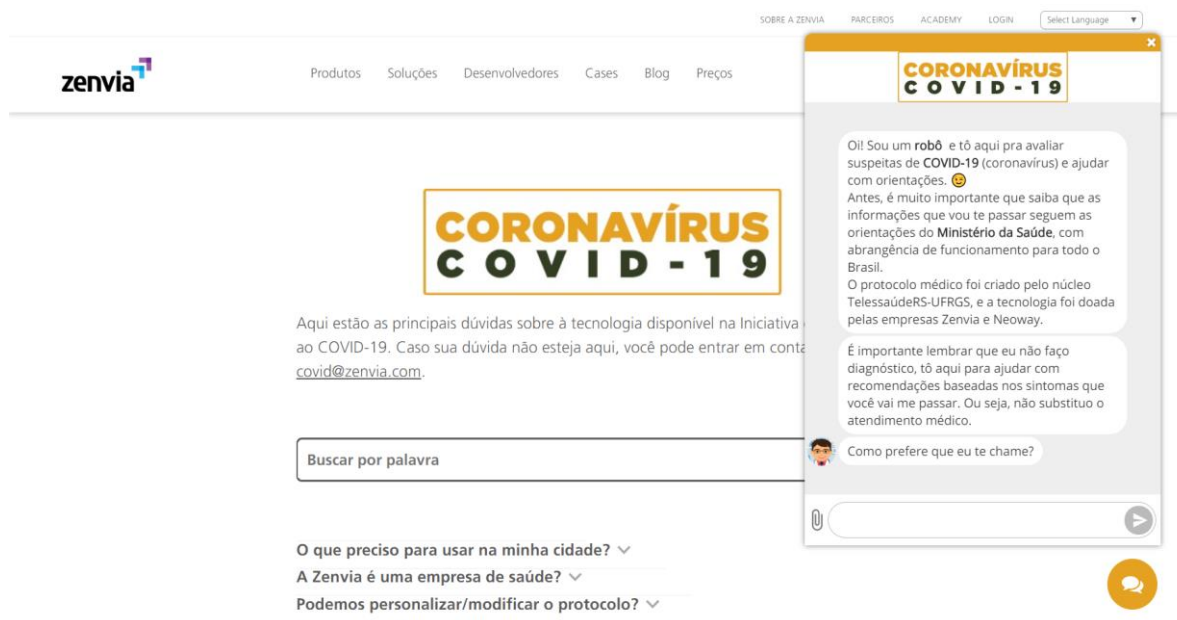 SOBRE A ZENVIA PARCEIROS ACADEMY LOGIN Select Language
zenvia
Produtos Soluções Desenvolvedores Cases Blog Preços
CORONAVÍRUS
COVID-19
Aqui estão as principais dúvidas sobre à tecnologia disponível na Iniciativa
ao COVID-19. Caso sua dúvida não esteja aqui, você pode entrar em
covid@zenvia.com.
Buscar por palavra
O que preciso para usar na minha cidade?
A Zenvia é uma empresa de saúde?
Podemos personalizar/modificar o protocolo?
CORONAVÍRUS
COVID-19
Oi! Sou um robô e tô aqui pra avaliar
suspeitas de COVID-19 (coronavírus) e ajudar
com orientações.
Antes, é muito importante que saiba que as
informações que vou te passar seguem as
orientações do Ministério da Saúde, com
abrangência de funcionamento para todo o
Brasil.
O protocolo médico foi criado pelo núcleo
TelessaúdeRS-UFRGS, e a tecnologia foi doada
pelas empresas Zenvia e Neoway.
É importante lembrar que eu não faço
diagnóstico, tô aqui para ajudar com
recomendações baseadas nos sintomas que
você vai me passar. Ou seja, não substituo o
atendimento médico.
Como prefere que eu te chame?